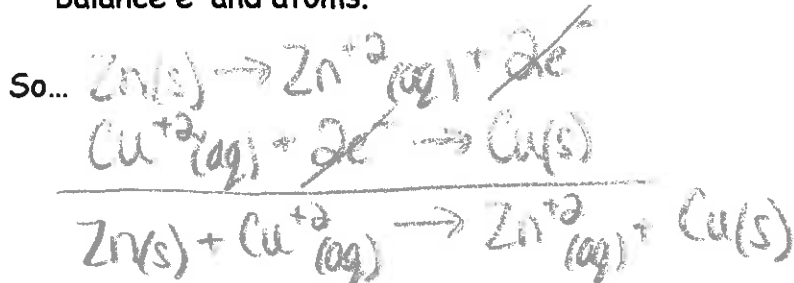 balance e⁻ and atoms.
So... Zn(s) → Zn⁺²(aq) + 2e⁻
Cu⁺²(aq) + 2e⁻ → Cu(s)
Zn(s) + Cu⁺²(aq) → Zn⁺²(aq) + Cu(s)